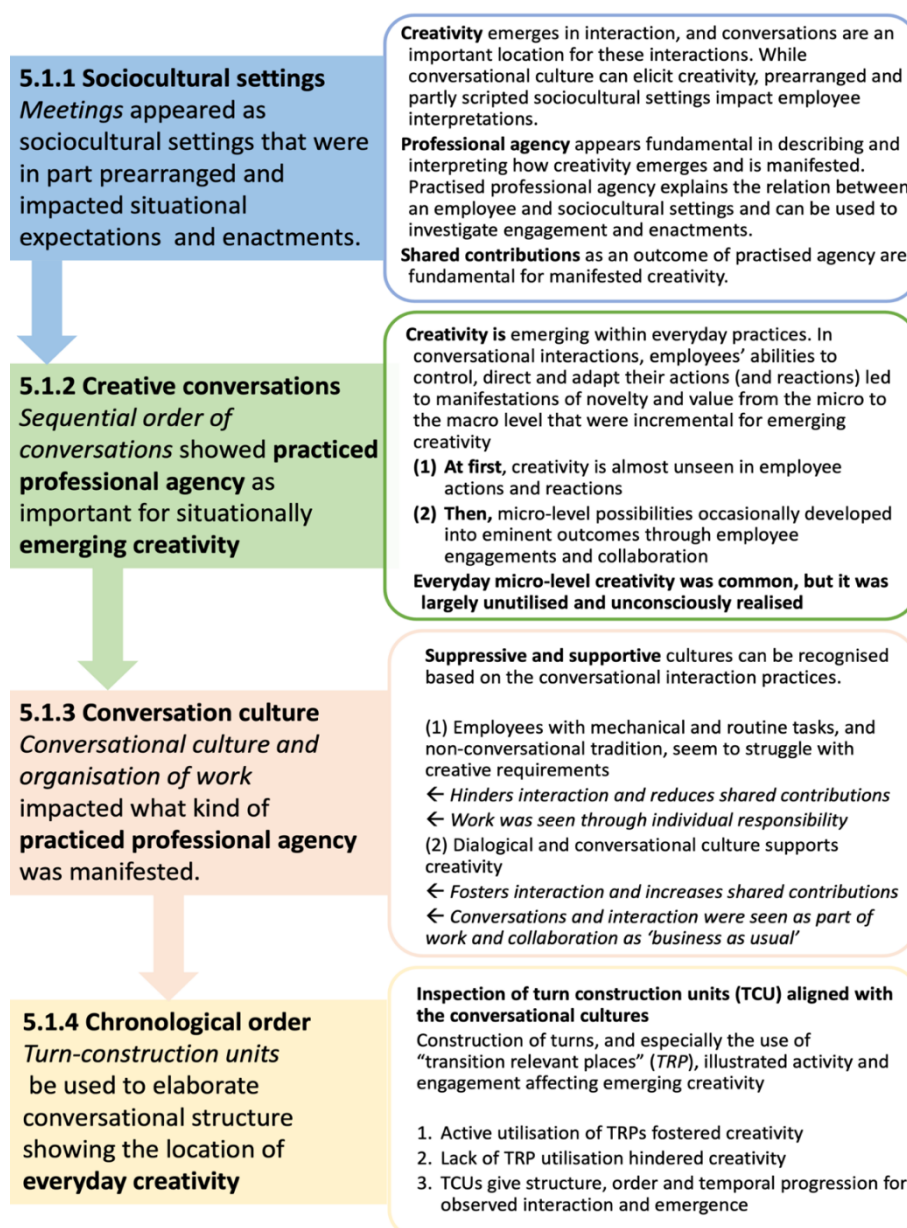 5.1.1 Sociocultural settings
Meetings appeared as
sociocultural settings that were
in part prearranged and
impacted situational
expectations and enactments.
Creativity emerges in interaction, and conversations are an
important location for these interactions. While
conversational culture can elicit creativity, prearranged and
partly scripted sociocultural settings impact employee
interpretations.
Professional agency appears fundamental in describing and
interpreting how creativity emerges and is manifested.
Practised professional agency explains the relation between
an employee and sociocultural settings and can be used to
investigate engagement and enactments.
Shared contributions as an outcome of practised agency are
fundamental for manifested creativity.
5.1.2 Creative conversations
Sequential order of
conversations showed practiced
professional agency as
important for situationally
emerging creativity
Creativity is emerging within everyday practices. In
conversational interactions, employees' abilities to
control, direct and adapt their actions (and reactions) led
to manifestations of novelty and value from the micro to
the macro level that were incremental for emerging
creativity
(1) At first, creativity is almost unseen in employee
actions and reactions
(2) Then, micro-level possibilities occasionally developed
into eminent outcomes through employee
engagements and collaboration
Everyday micro-level creativity was common, but it was
largely unutilised and unconsciously realised
5.1.3 Conversation culture
Conversational culture and
organisation of work
impacted what kind of
practiced professional agency
was manifested.
Suppressive and supportive cultures can be recognised
based on the conversational interaction practices.
(1) Employees with mechanical and routine tasks, and
non-conversational tradition, seem to struggle with
creative requirements
← Hinders interaction and reduces shared contributions
← Work was seen through individual responsibility
(2) Dialogical and conversational culture supports
creativity
← Fosters interaction and increases shared contributions
← Conversations and interaction were seen as part of
work and collaboration as 'business as usual'
5.1.4 Chronological order
Turn-construction units
be used to elaborate
conversational structure
showing the location of
everyday creativity
Inspection of turn construction units (TCU) aligned with
the conversational cultures
Construction of turns, and especially the use of
"transition relevant places" (TRP), illustrated activity and
engagement affecting emerging creativity
1. Active utilisation of TRPs fostered creativity
2. Lack of TRP utilisation hindered creativity
3. TCUs give structure, order and temporal progression for
observed interaction and emergence